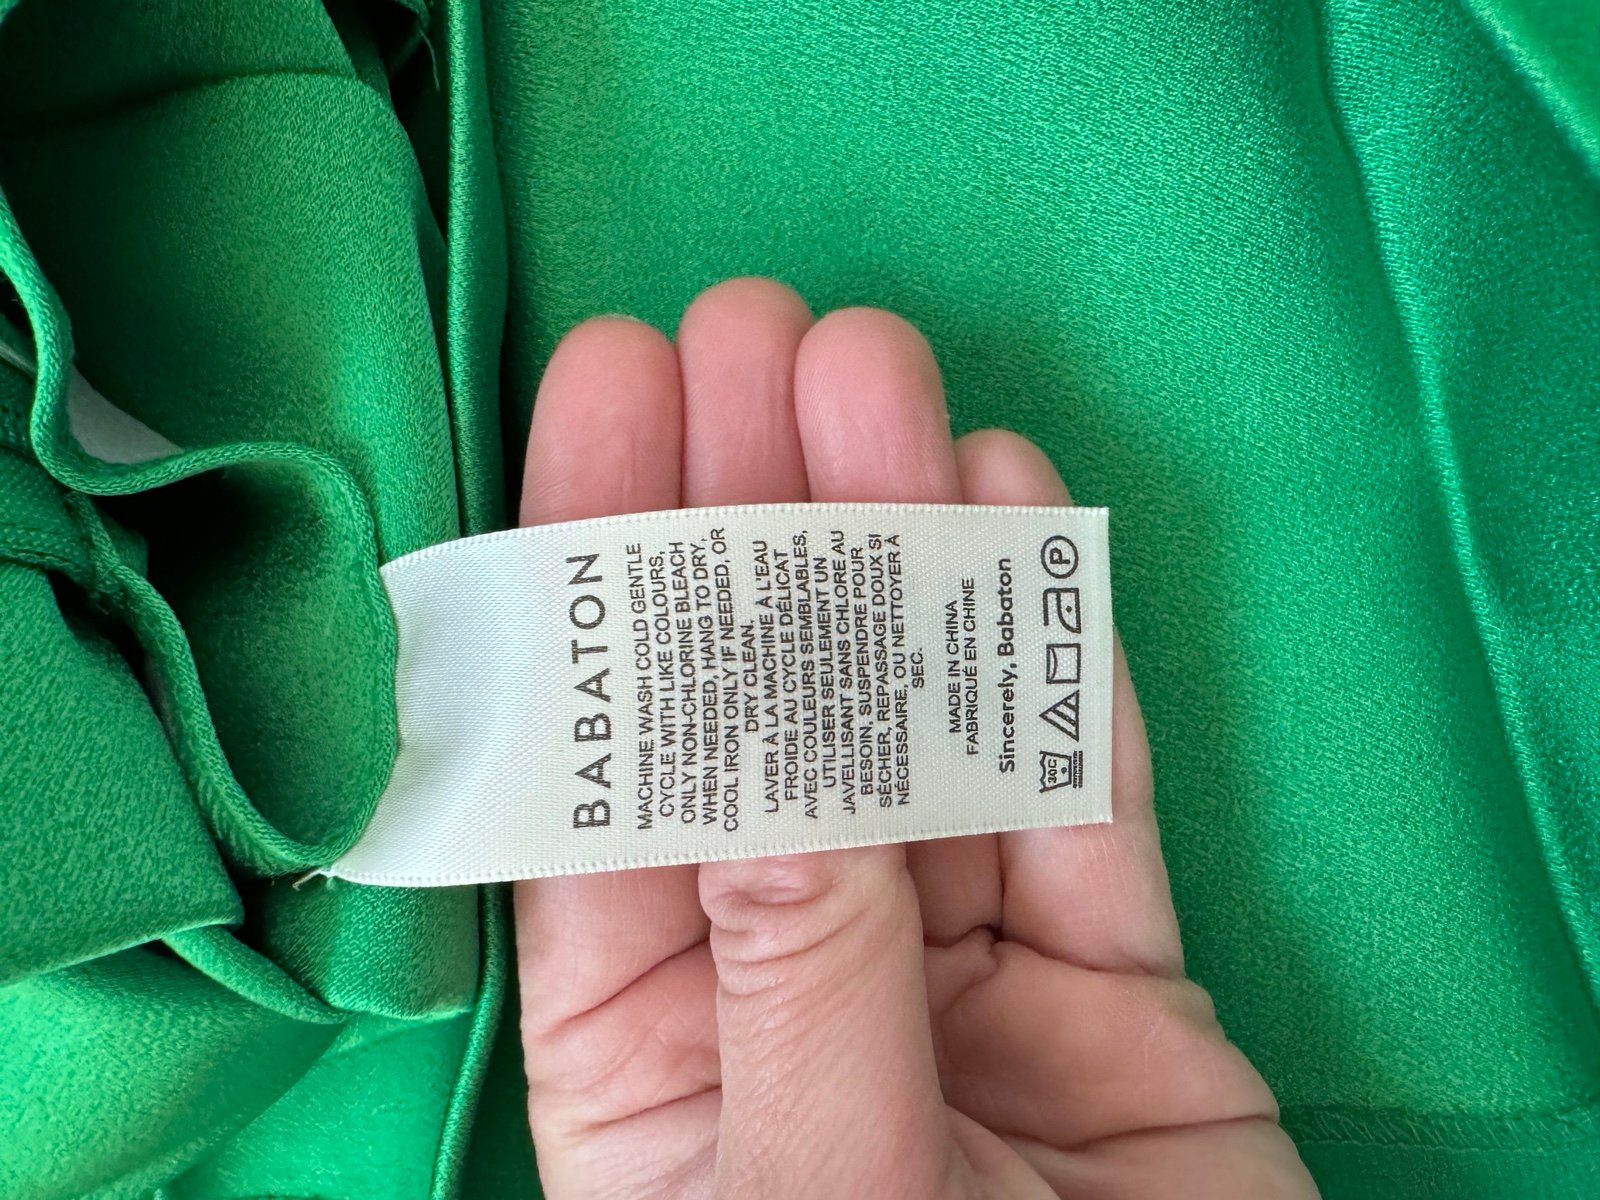 BABATON
MACHINE WASH COLD GENTLE
CYCLE WITH LIKE COLOURS,
ONLY NON-CHLORINE BLEACH
WHEN NEEDED, HANG TO DRY,
COOL IRON ONLY IF NEEDED, OR
DRY CLEAN.
LAVER À LA MACHINE À L'EAU
FROIDE AU CYCLE DÉLICAT
AVEC COULEURS SEMBLABLES,
UTILISER SEULEMENT UN
JAVELISANT SANS CHLORE AU
BESOIN, SUSPENDRE POUR
SÉCHER, REPASSAGE DOUX SI
NÉCESSAIRE, OU NETTOYER À
SEC.
MADE IN CHINA
FABRIQUÉ EN CHINE
Sincerely, Babaton
30C P